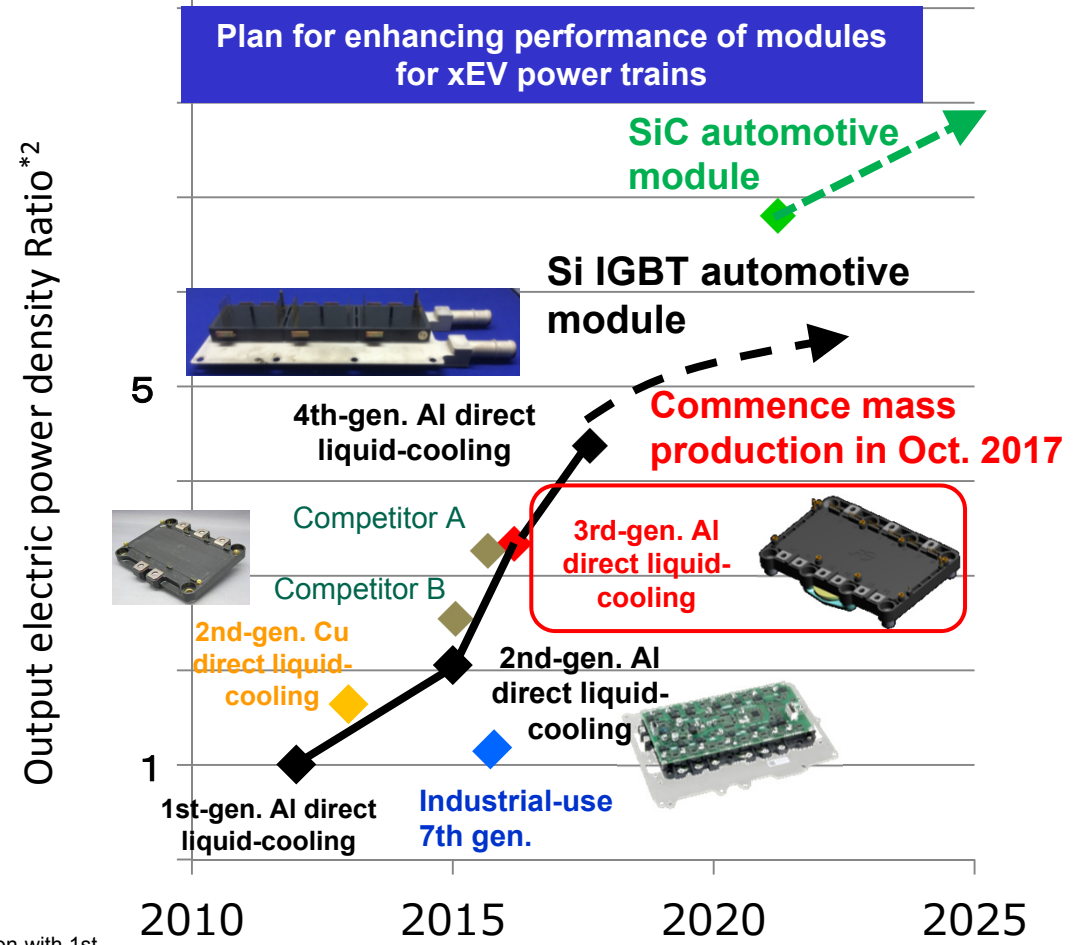 Plan for enhancing performance of modules
for xEV power trains
Output electric power density Ratio*2
SiC automotive
module
Si IGBT automotive
module
5
4th-gen. Al direct
liquid-cooling
Commence mass
production in Oct. 2017
Competitor A
3rd-gen. Al
direct liquid-
cooling
Competitor B
2nd-gen. Cu
direct liquid-
cooling
2nd-gen. Al
direct liquid-
cooling
1
1st-gen. Al direct
liquid-cooling
Industrial-use
7th gen.
2010
2015
2020
2025
on with 1st